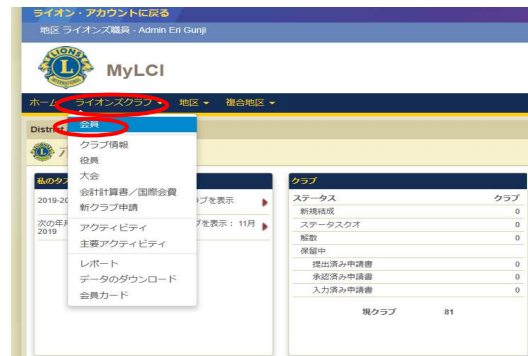 ライオン・アカウントに戻る
地区 ライオンズ職員 - Admin Eri Gunji
LIONS
L
INTERNATIONAL
MyLCI
ホーム ライオンズクラブ 地区 複合地区
Distri
会員
クラブ情報
役員
大会
会計計算書/国際会費
新クラブ申請
アクティビティ
主要アクティビティ
レポート
データのダウンロード
会員カード
私のタス
2019-20
ブを表示
次の年月
2019
ブを表示: 11月
クラブ
ステータス クラブ
新規結成 0
ステータスクオ 0
解散 0
保留中
提出済み申請書 0
承認済み申請書 0
入力済み申請書 0
現クラブ 81